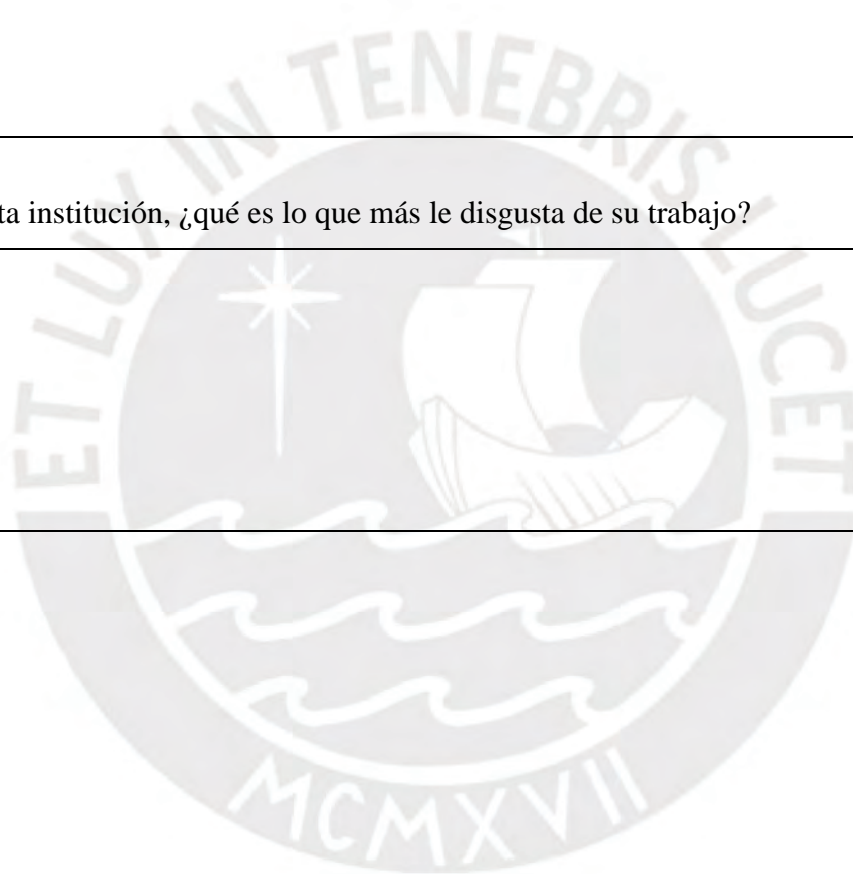 ta institución, ¿qué es lo que más le disgusta de su trabajo?
ET LUX IN TENEBRIS LUCET
MCMXVII